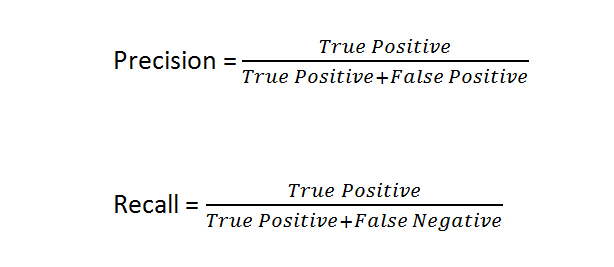 True Positive
Precision =
True Positive+False Positive
True Positive
Recall =
True Positive+False Negative